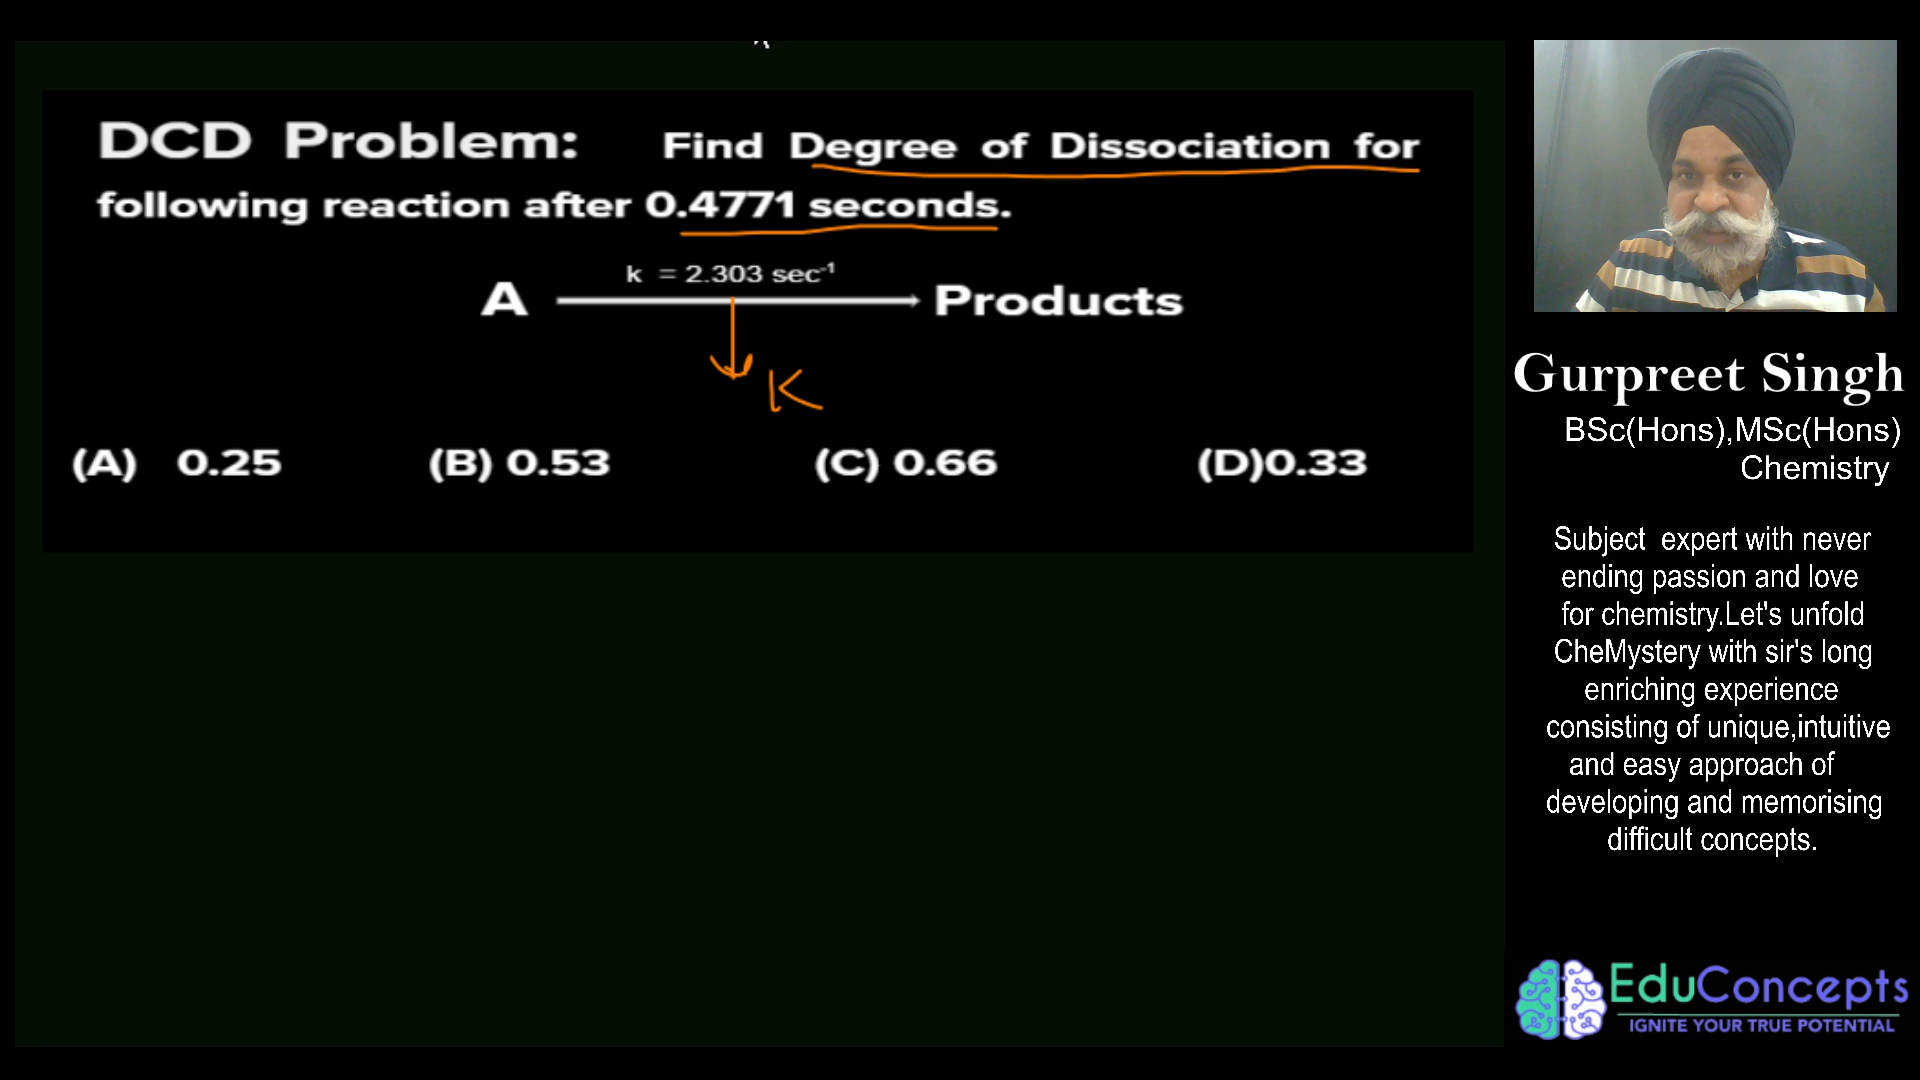 DCD Problem: Find Degree of Dissociation for
following reaction after 0.4771 seconds.
k = 2.303 sec⁻¹
A Products
K
(A) 0.25 (B) 0.53 (C) 0.66 (D)0.33
Gurpreet Singh
BSc(Hons),MSc(Hons)
Chemistry
Subject expert with never
ending passion and love
for chemistry.Let's unfold
CheMystery with sir's long
enriching experience
consisting of unique,intuitive
and easy approach of
developing and memorising
difficult concepts.
EduConcepts
IGNITE YOUR TRUE POTENTIAL